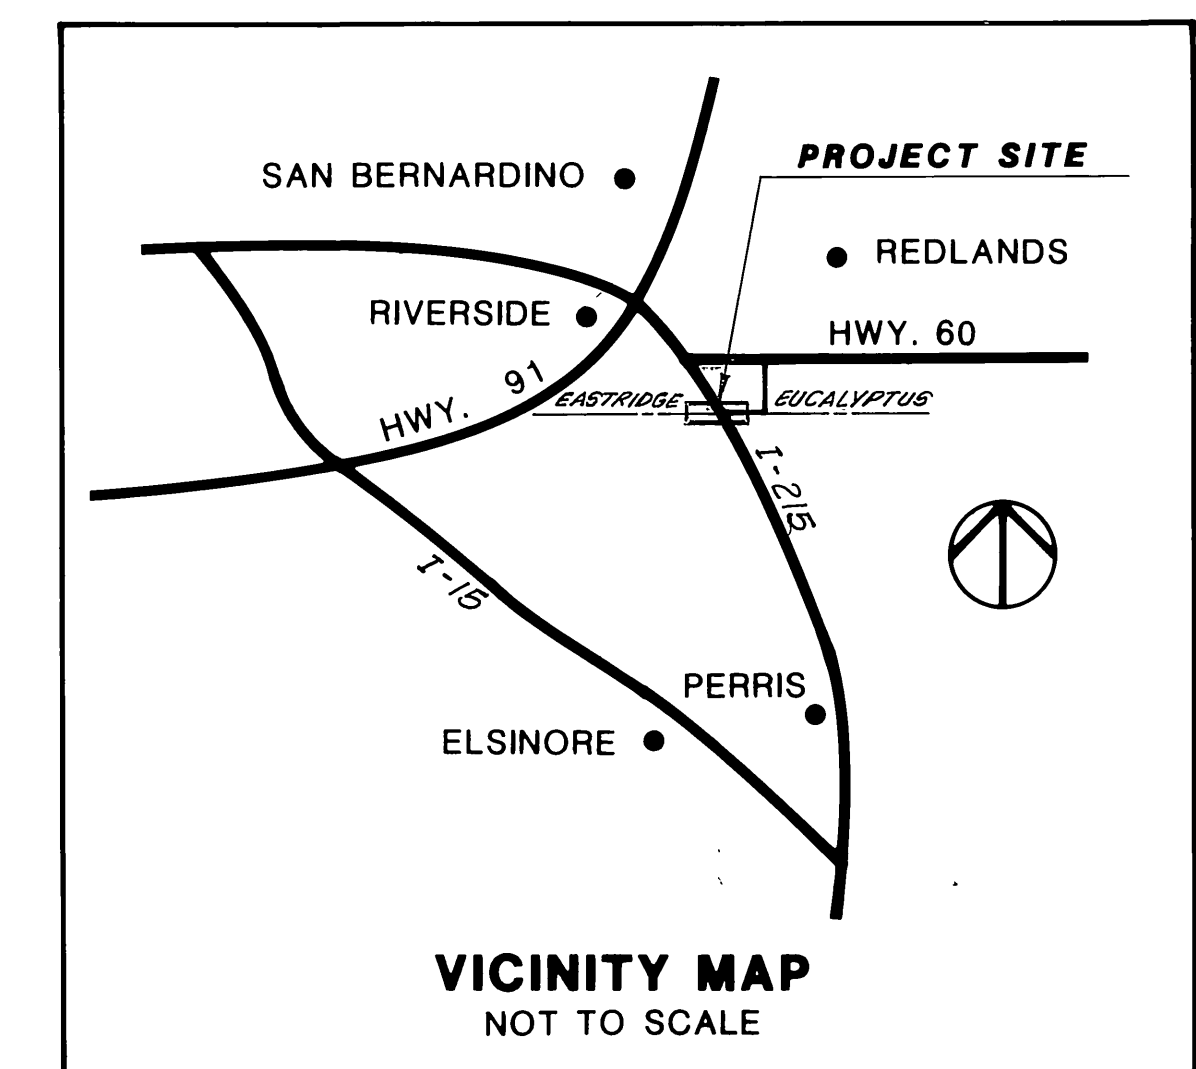 PROJECT SITE
SAN BERNARDINO
REDLANDS
RIVERSIDE
HWY. 60
HWY. 91
EASTRIDGE
EUCALYPTUS
I-215
I-15
PERRIS
ELSINORE
VICINITY MAP
NOT TO SCALE